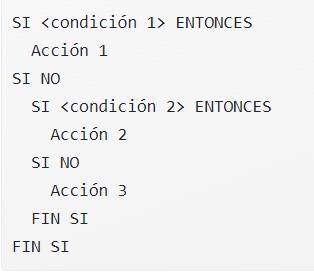 SI <condición 1> ENTONCES
Acción 1
SI NO
SI <condición 2> ENTONCES
Acción 2
SI NO
Acción 3
FIN SI
FIN SI